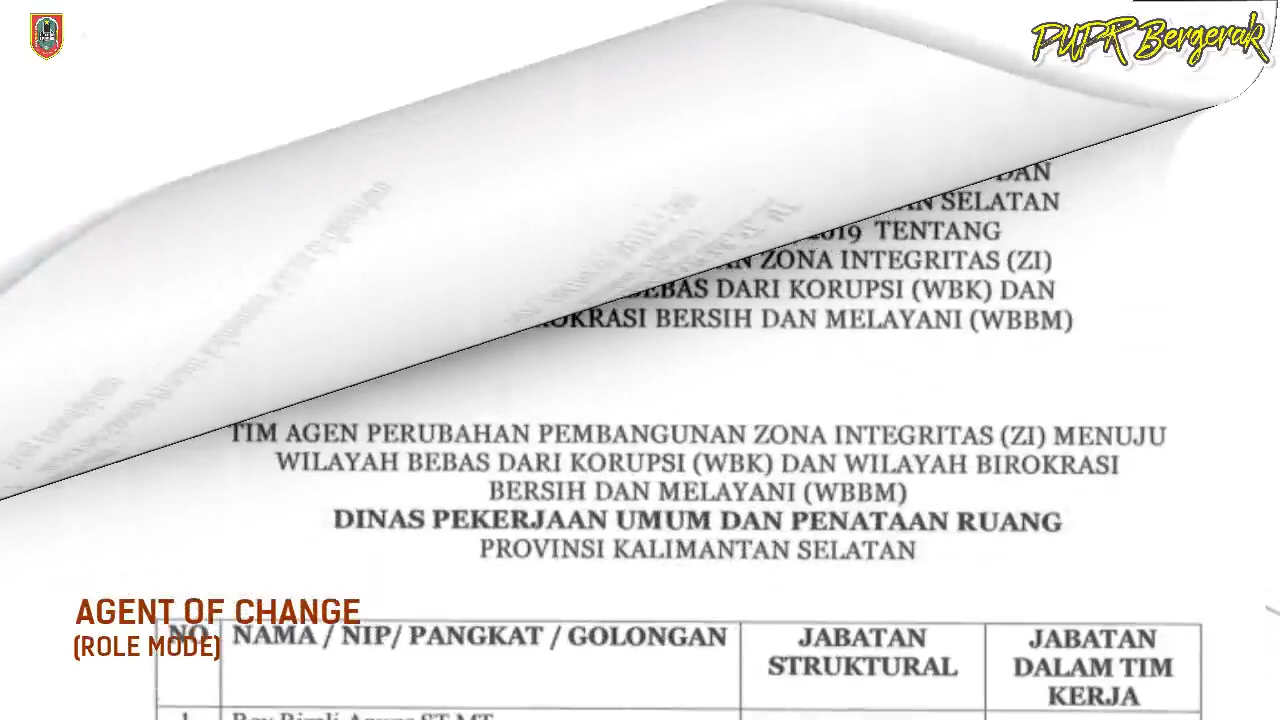 PUPR Bergerak
DAN
SELATAN
2019 TENTANG
ZONA INTEGRITAS (ZI)
BEBAS DARI KORUPSI (WBK) DAN
BERSIH DAN MELAYANI (WBBM)
TIM AGEN PERUBAHAN PEMBANGUNAN ZONA INTEGRITAS (ZI) MENUJU
WILAYAH BEBAS DARI KORUPSI (WBK) DAN WILAYAH BIROKRASI
BERSIH DAN MELAYANI (WBBM)
DINAS PEKERJAAN UMUM DAN PENATAAN RUANG
PROVINSI KALIMANTAN SELATAN
AGENT OF CHANGE
(ROLE MODE)
NO NAMA / NIP/ PANGKAT / GOLONGAN JABATAN STRUKTURAL JABATAN DALAM TIM KERJA